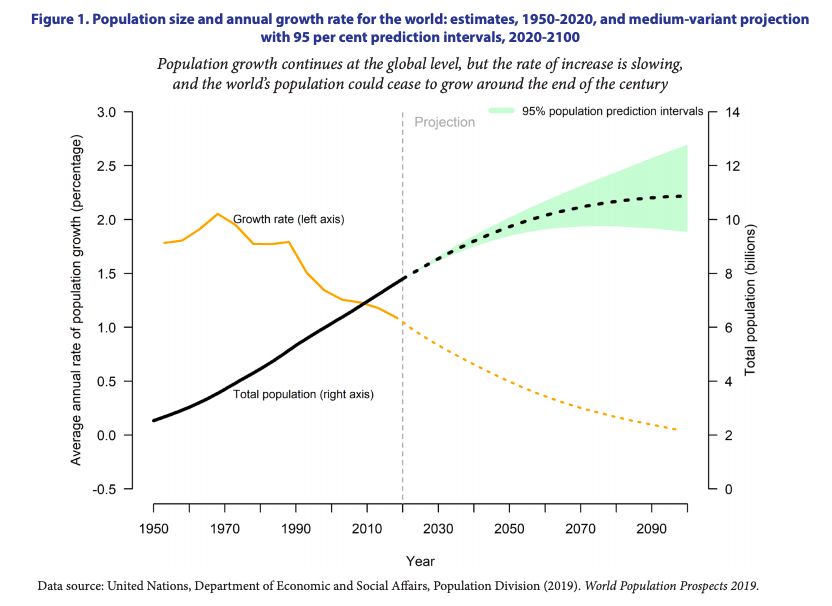 Figure 1. Population size and annual growth rate for the world: estimates, 1950-2020, and medium-variant projection
with 95 per cent prediction intervals, 2020-2100
Population growth continues at the global level, but the rate of increase is slowing,
and the world's population could cease to grow around the end of the century
95% population prediction intervals
Projection
Average annual rate of population growth (percentage)
3.0
2.5
2.0
1.5
1.0
0.5
0.0
-0.5
Growth rate (left axis)
Total population (right axis)
14
12
10
8
6
4
2
0
Total population (billions)
1950 1970 1990 2010 2030 2050 2070 2090
Year
Data source: United Nations, Department of Economic and Social Affairs, Population Division (2019). World Population Prospects 2019.